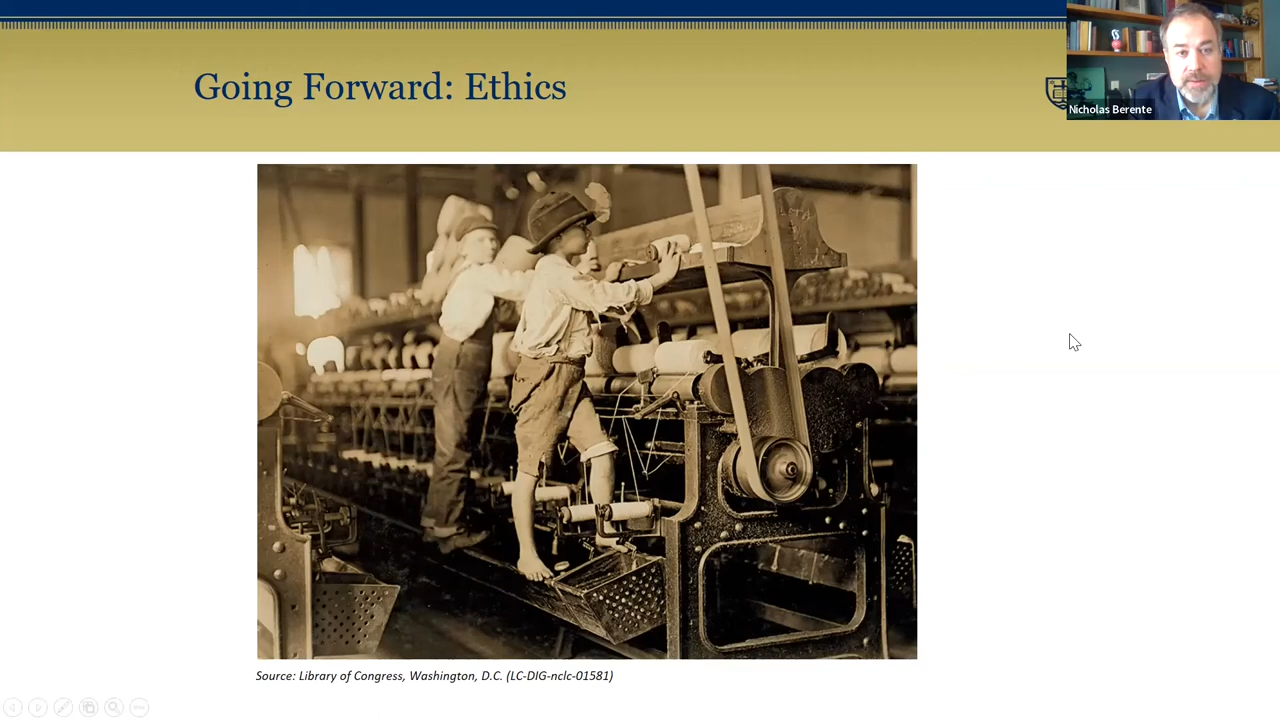 Going Forward: Ethics
Nicholas Berente
Source: Library of Congress, Washington, D.C. (LC-DIG-nclc-01581)